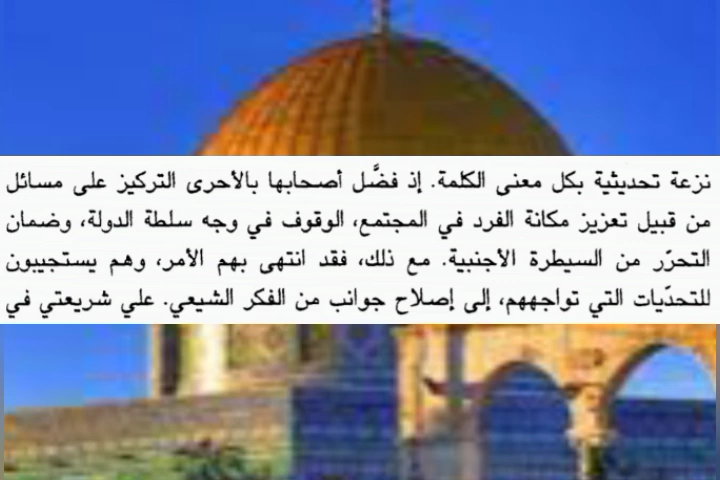 نزعة تحديثية بكل معنى الكلمة. إذ فضَّل أصحابها بالأحرى التركيز على مسائل
من قبيل تعزيز مكانة الفرد في المجتمع، الوقوف في وجه سلطة الدولة، وضمان
التحرّر من السيطرة الأجنبية. مع ذلك، فقد انتهى بهم الأمر، وهم يستجيبون
للتحدّيات التي تواجههم، إلى إصلاح جوانب من الفكر الشيعي. علي شريعتي في